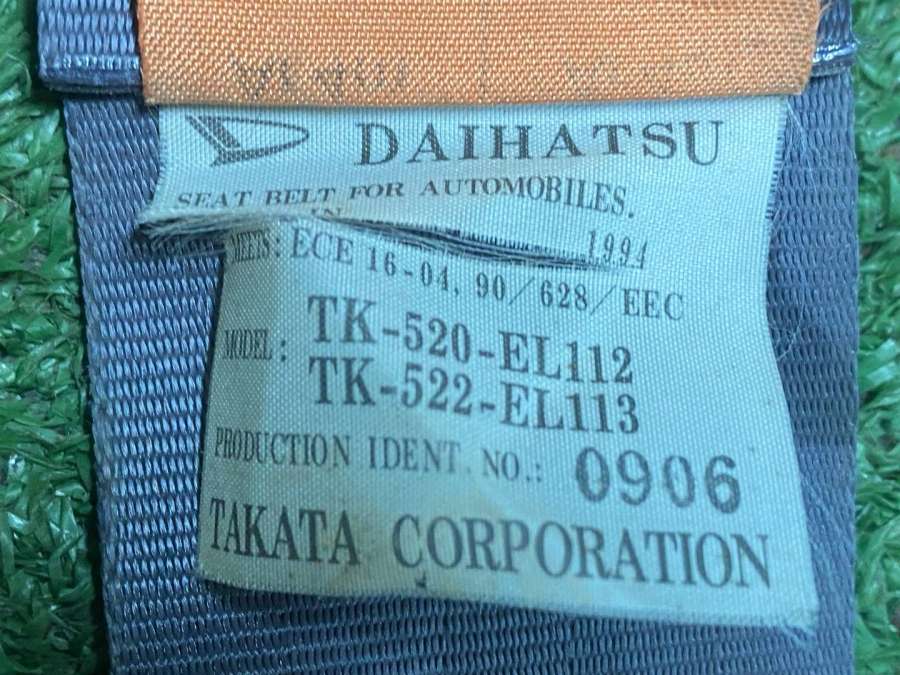 DAIHATSU
SEAT BELT FOR AUTOMOBILES.
IN 1994
MEETS: ECE 16-04, 90/628/EEC
MODEL: TK-520-EL112
TK-522-EL113
PRODUCTION IDENT. NO.: 0906
TAKATA CORPORATION